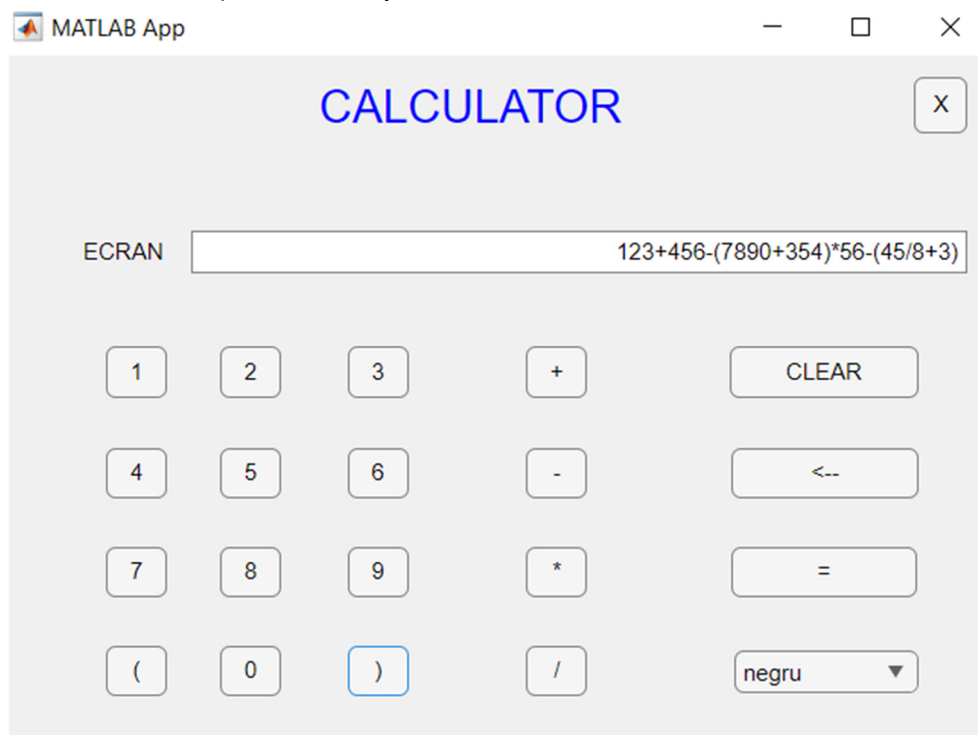 MATLAB App
CALCULATOR X
ECRAN 123+456-(7890+354)*56-(45/8+3)
1 2 3 + CLEAR
4 5 6 - <--
7 8 9 * =
( 0 ) / negru